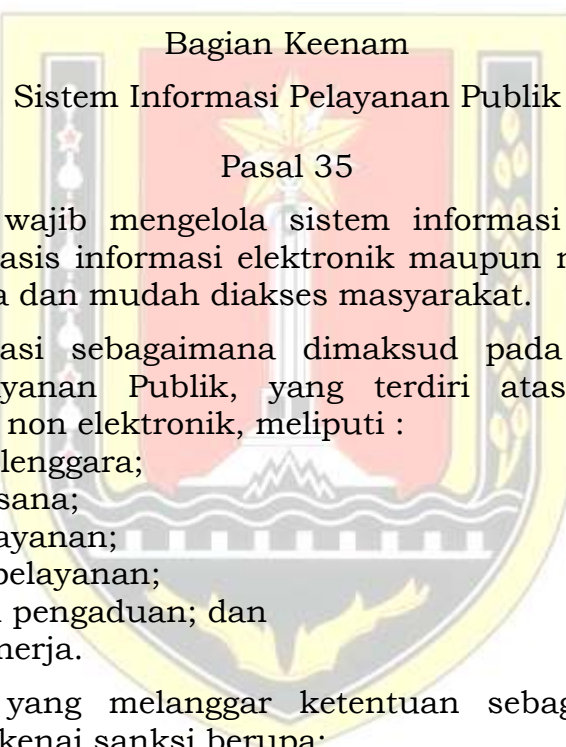 Bagian Keenam
Sistem Informasi Pelayanan Publik
Pasal 35
wajib mengelola sistem informasi
asis informasi elektronik maupun
dan mudah diakses masyarakat.
asi sebagaimana dimaksud pada
yanan Publik, yang terdiri atas
non elektronik, meliputi :
lenggara;
sana;
ayanan;
pelayanan;
pengaduan; dan
nerja.
yang melanggar ketentuan
kenai sanksi berupa: